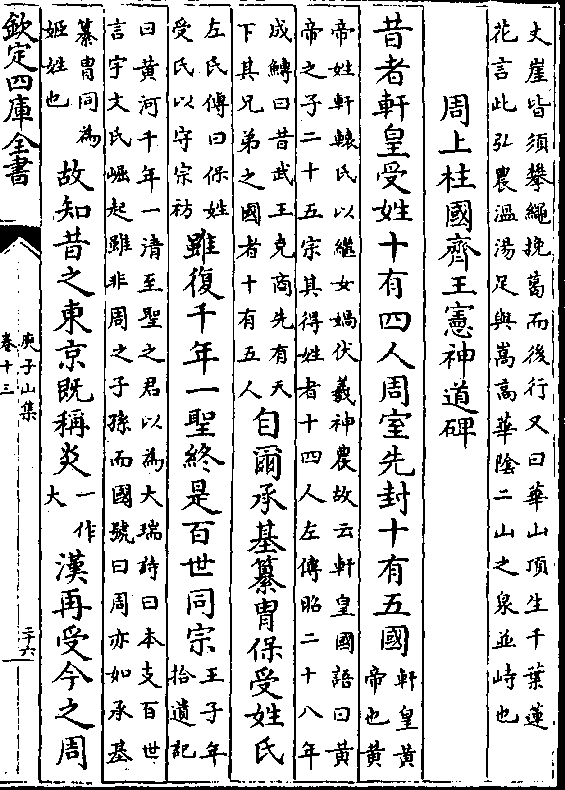 丈崖皆須攀繩挽葛而後行又曰華山頂生千葉蓮
花言此弘農溫湯足與嵩高華陰二山之泉並峙也
周上柱國齊王憲神道碑
昔者軒皇受姓十有四人周室先封十有五國軒皇黃
帝也黃
帝姓軒轅氏以繼女媧伏羲神農故云軒皇國語曰黃
帝之子二十五宗其得姓者十四人左傳昭二十八年
成鱄曰昔武王克商先有天
下其兄弟之國者十有五人
自爾承基纂胄保受姓氏
左氏傳曰保姓
受氏以守宗祊
雖復千年一聖終是百世同宗
王子年
拾遺記
曰黃河千年一清至聖之君以為大瑞詩曰本支百世
言宇文氏崛起雖非周之子孫而國號曰周亦如承基
纂胄同為
姬姓也
故知昔之東京既稱炎
一作
大
漢再受今之周
欽定四庫全書
庾子山集
卷十三
二十六